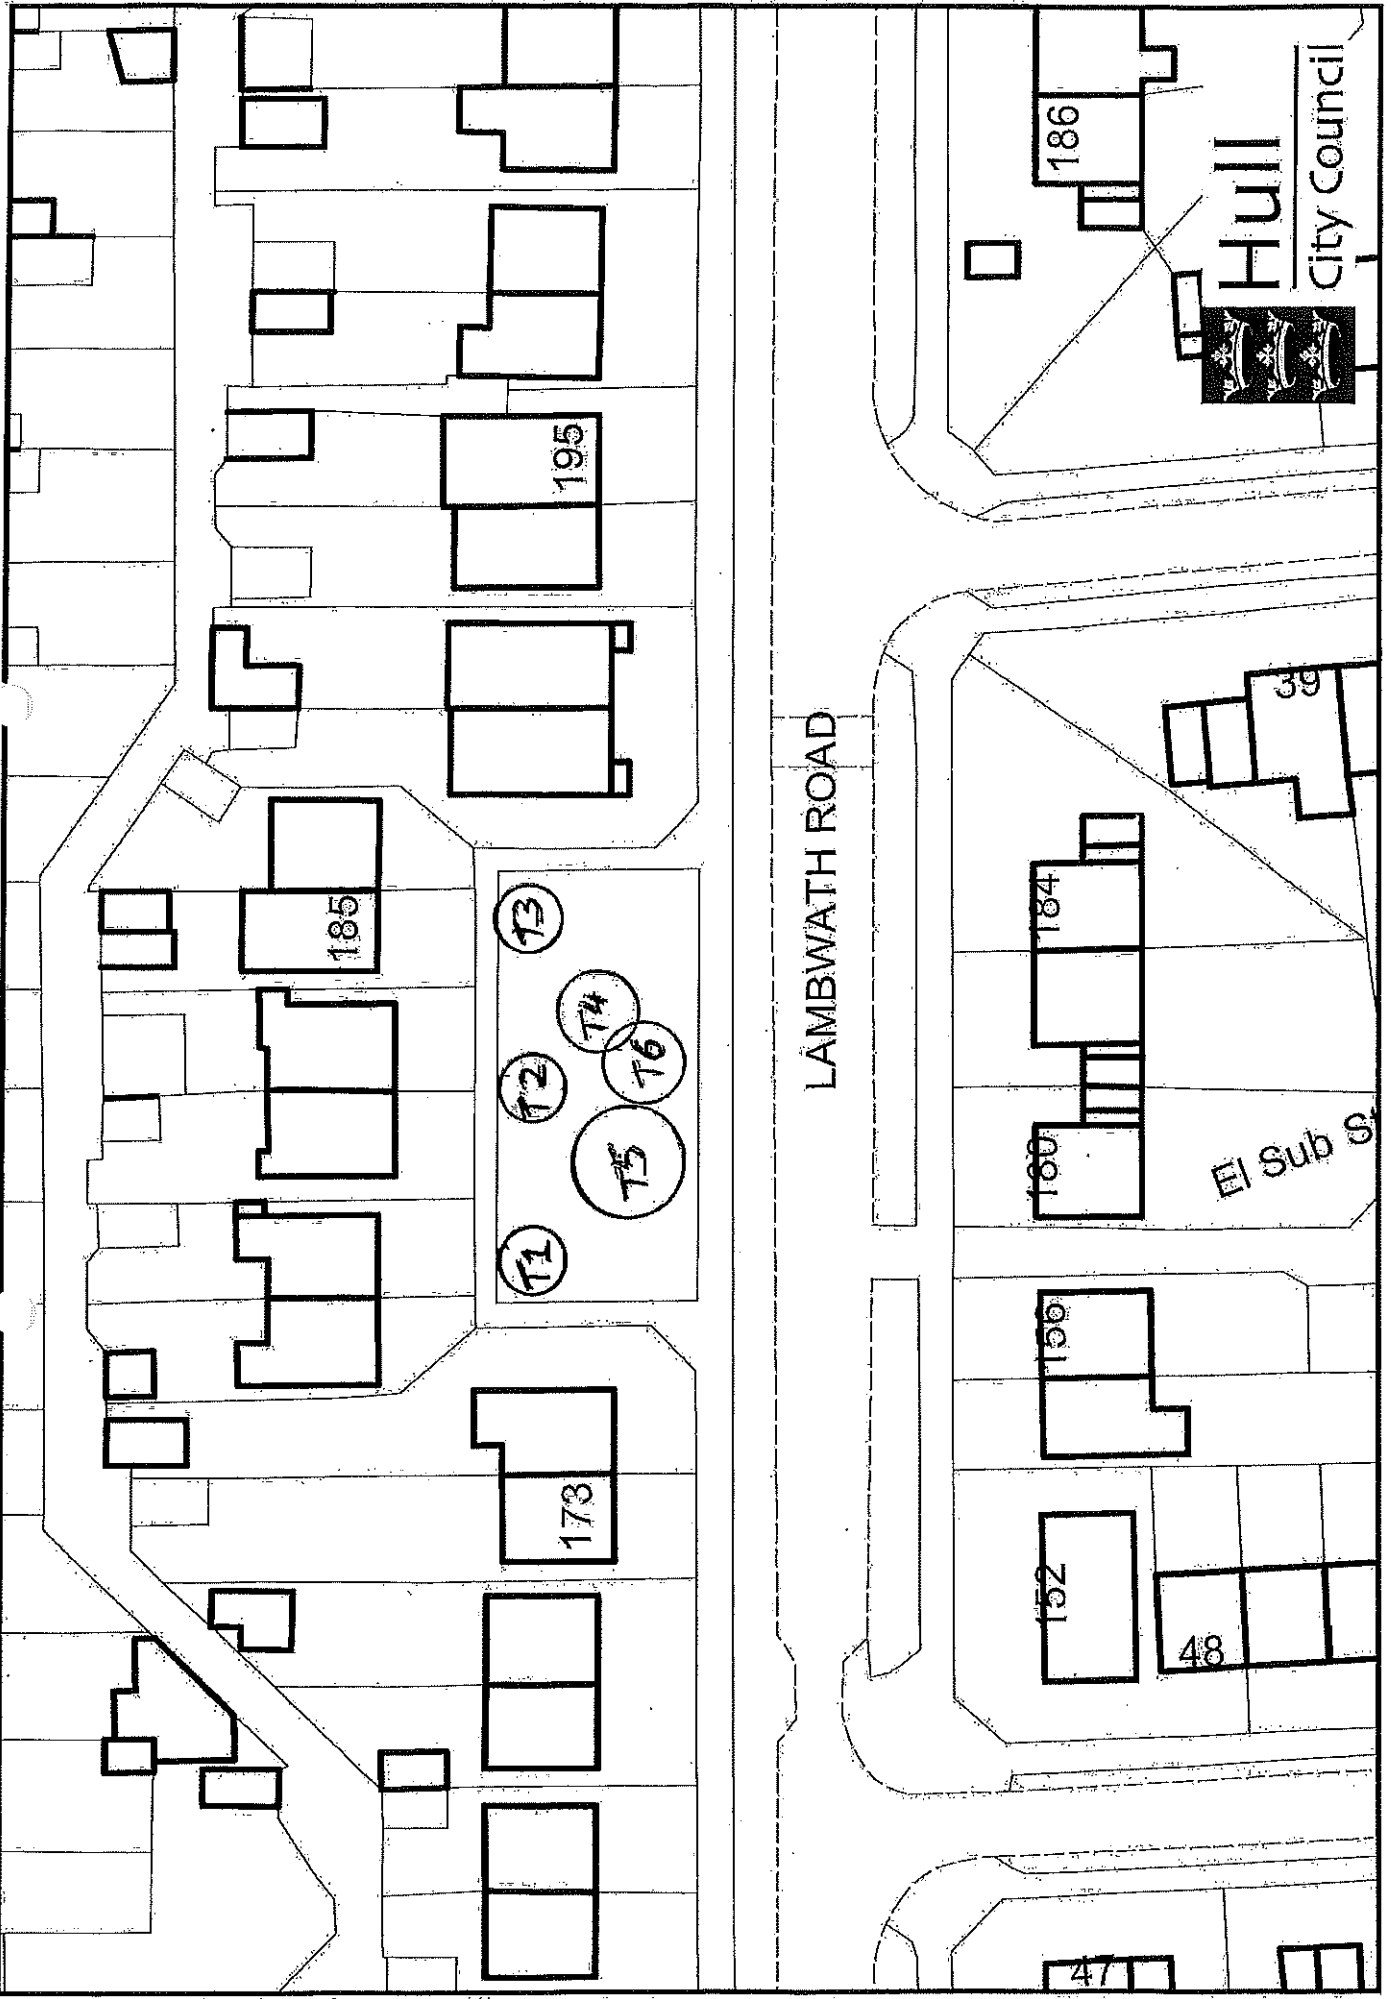 Hull
City Council
186
195
39
LAMBWATH ROAD
184
185
T3
T4
T6
T2
T5
T1
180
El Sub St
156
173
152
48
47